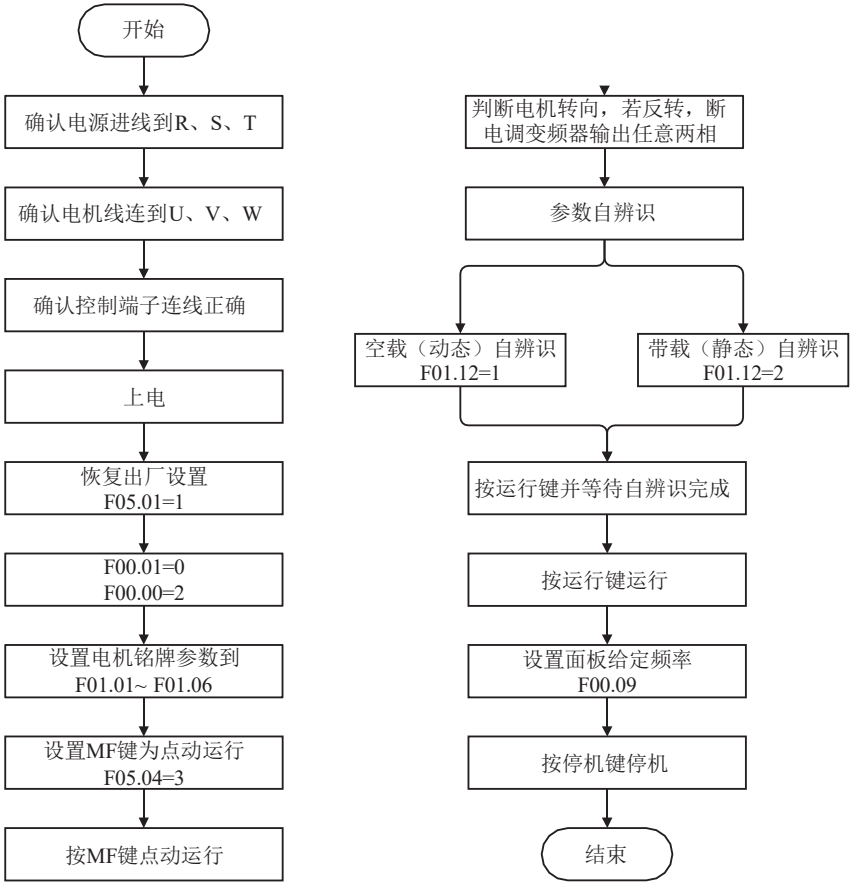 开始
确认电源进线到R、S、T
确认电机线连到U、V、W
确认控制端子连线正确
上电
恢复出厂设置
F05.01=1
F00.01=0
F00.00=2
设置电机铭牌参数到
F01.01~ F01.06
设置MF键为点动运行
F05.04=3
按MF键点动运行
判断电机转向，若反转，断
电调变频器输出任意两相
参数自辨识
空载（动态）自辨识
F01.12=1
带载（静态）自辨识
F01.12=2
按运行键并等待自辨识完成
按运行键运行
设置面板给定频率
F00.09
按停机键停机
结束